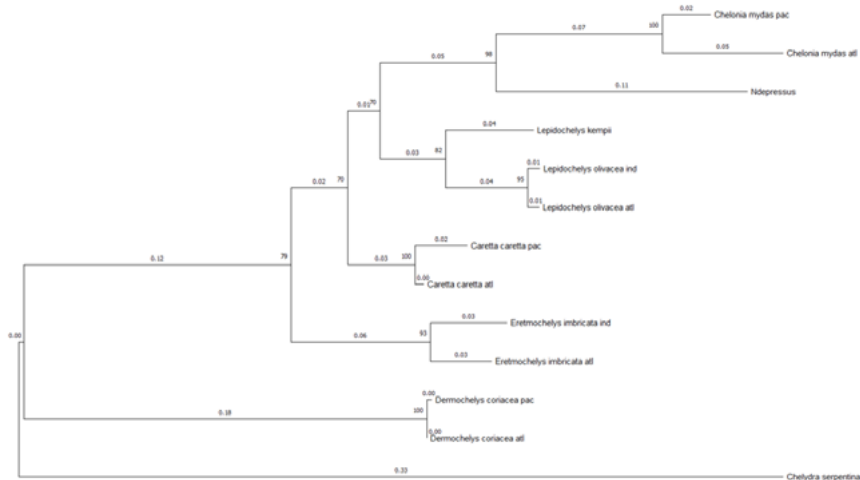 0.02
Chelonia mydas pac
0.07
100
0.05
Chelonia mydas atl
0.05
98
0.11
Ndepressus
0.01
70
0.04
Lepidochelys kempii
0.03
82
0.01
Lepidochelys olivacea ind
0.04
95
0.01
Lepidochelys olivacea atl
0.02
70
0.02
Caretta caretta pac
0.03
100
0.00
Caretta caretta atl
0.12
79
0.03
Eretmochelys imbricata ind
0.06
93
0.03
Eretmochelys imbricata atl
0.00
0.00
Dermochelys coriacea pac
0.18
100
0.00
Dermochelys coriacea atl
0.33
Chelydra serpentina